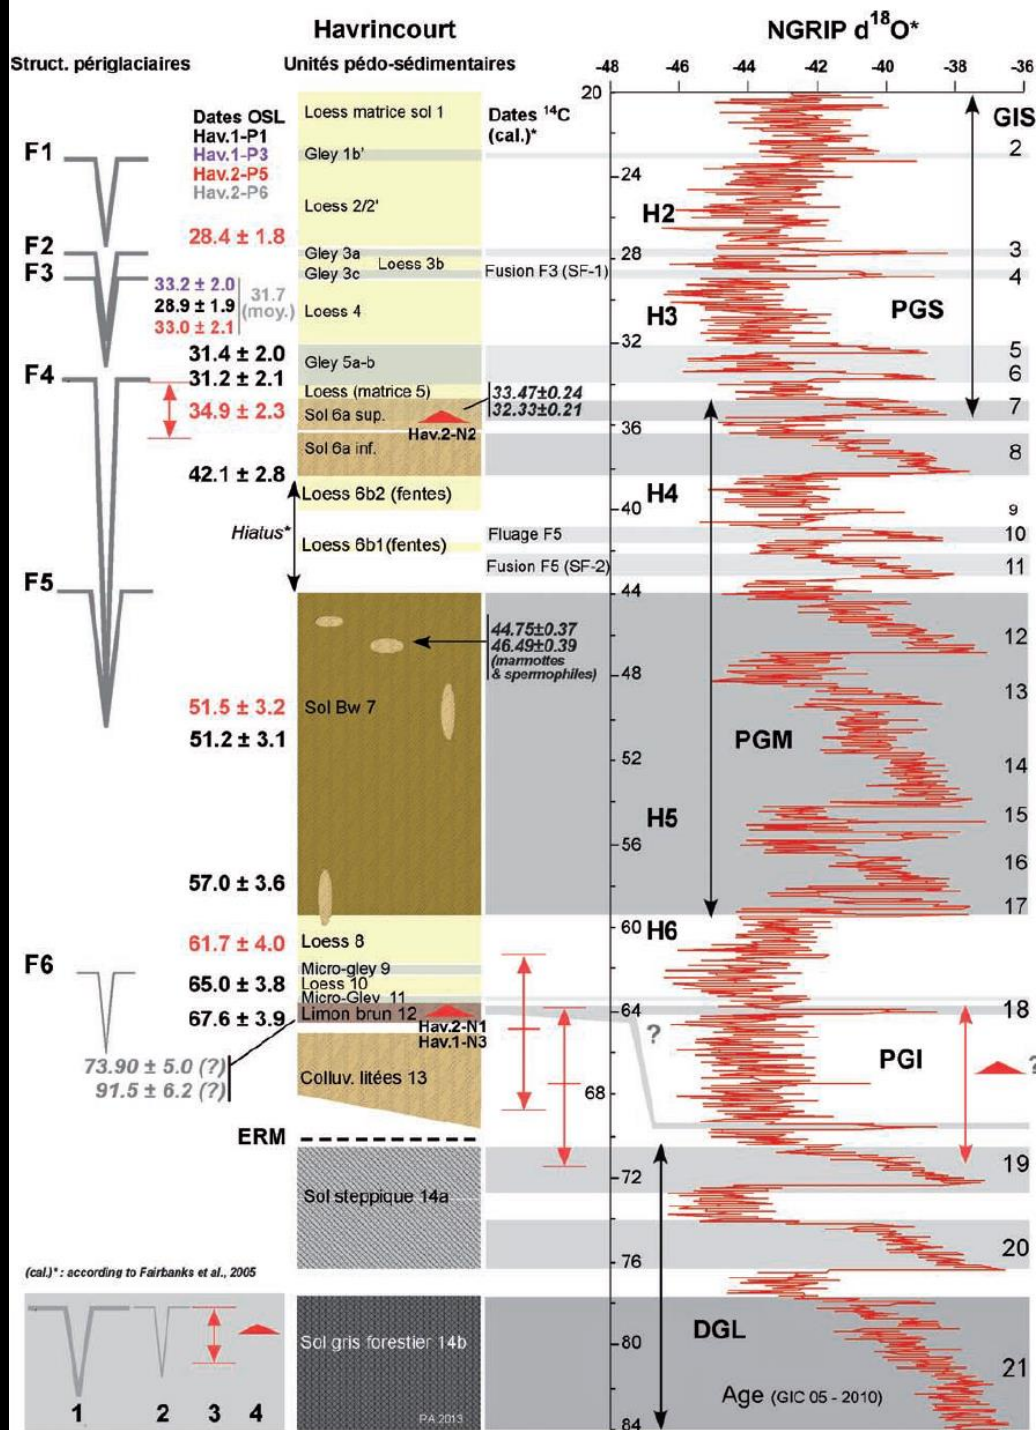 Havrincourt
NGRIP d18O*
Struct. périglaciaires
Unités pédo-sédimentaires
-48 -46 -44 -42 -40 -38 -36
Dates OSL
Hav.1-P1
Hav.1-P3
Hav.2-P5
Hav.2-P6
Dates 14C
(cal.)*
F1
F2
F3
F4
F5
F6
28.4 ± 1.8
33.2 ± 2.0
28.9 ± 1.9
33.0 ± 2.1
31.7
(moy.)
31.4 ± 2.0
31.2 ± 2.1
34.9 ± 2.3
42.1 ± 2.8
Hiatus*
51.5 ± 3.2
51.2 ± 3.1
57.0 ± 3.6
61.7 ± 4.0
65.0 ± 3.8
67.6 ± 3.9
73.90 ± 5.0 (?)
91.5 ± 6.2 (?)
ERM
Loess matrice sol 1
Gley 1b'
Loess 2/2'
Gley 3a
Loess 3b
Gley 3c
Loess 4
Gley 5a-b
Loess (matrice 5)
Sol 6a sup.
Hav.2-N2
Sol 6a inf.
Loess 6b2 (fentes)
Loess 6b1(fentes)
Sol Bw 7
Loess 8
Micro-gley 9
Loess 10
Micro-Gley 11
Limon brun 12
Hav.2-N1
Hav.1-N3
Colluv. litées 13
Sol steppique 14a
Sol gris forestier 14b
PA 2013
Fusion F3 (SF-1)
33.47±0.24
32.33±0.21
Fluage F5
Fusion F5 (SF-2)
44.75±0.37
46.49±0.39
(marmottes
& spermophiles)
20
24
28
32
36
40
44
48
52
56
60
64
68
72
76
80
84
H2
H3
H4
H5
H6
PGS
PGM
PGI
DGL
?
?
GIS
2
3
4
5
6
7
8
9
10
11
12
13
14
15
16
17
18
19
20
21
Age (GIC 05 - 2010)
(cal.)* : according to Fairbanks et al., 2005
1 2 3 4